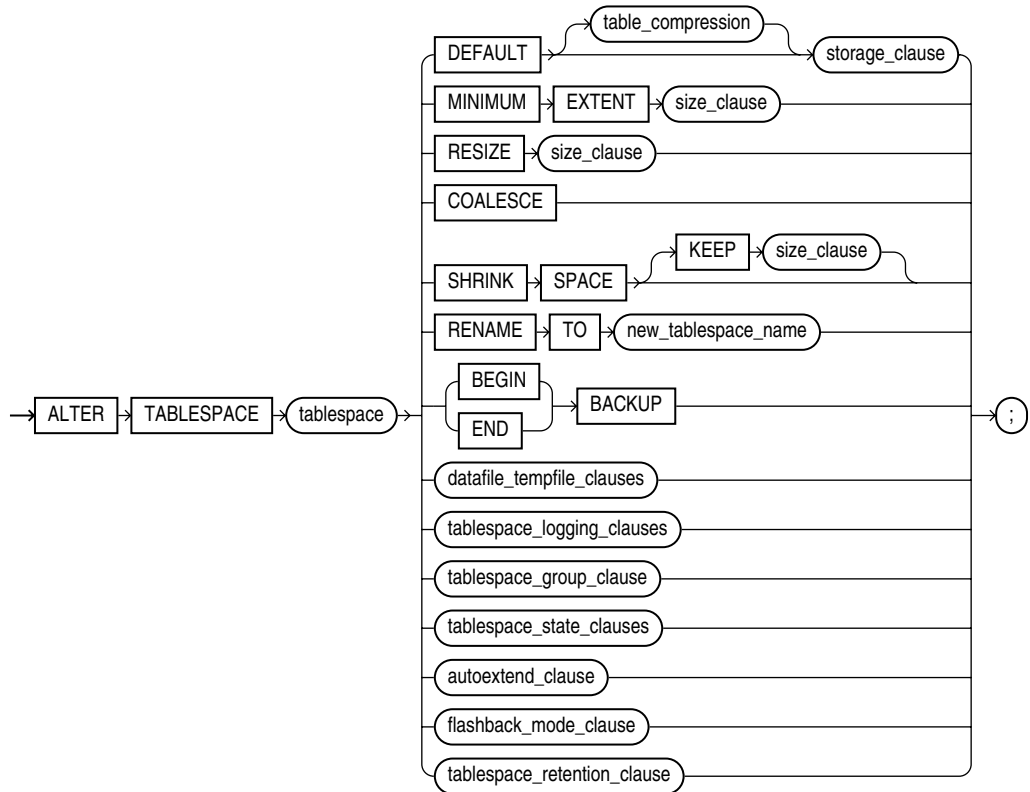 table_compression
DEFAULT storage_clause
MINIMUM EXTENT size_clause
RESIZE size_clause
COALESCE
KEEP size_clause
SHRINK SPACE
RENAME TO new_tablespace_name
BEGIN
ALTER TABLESPACE tablespace BACKUP ;
END
datafile_tempfile_clauses
tablespace_logging_clauses
tablespace_group_clause
tablespace_state_clauses
autoextend_clause
flashback_mode_clause
tablespace_retention_clause